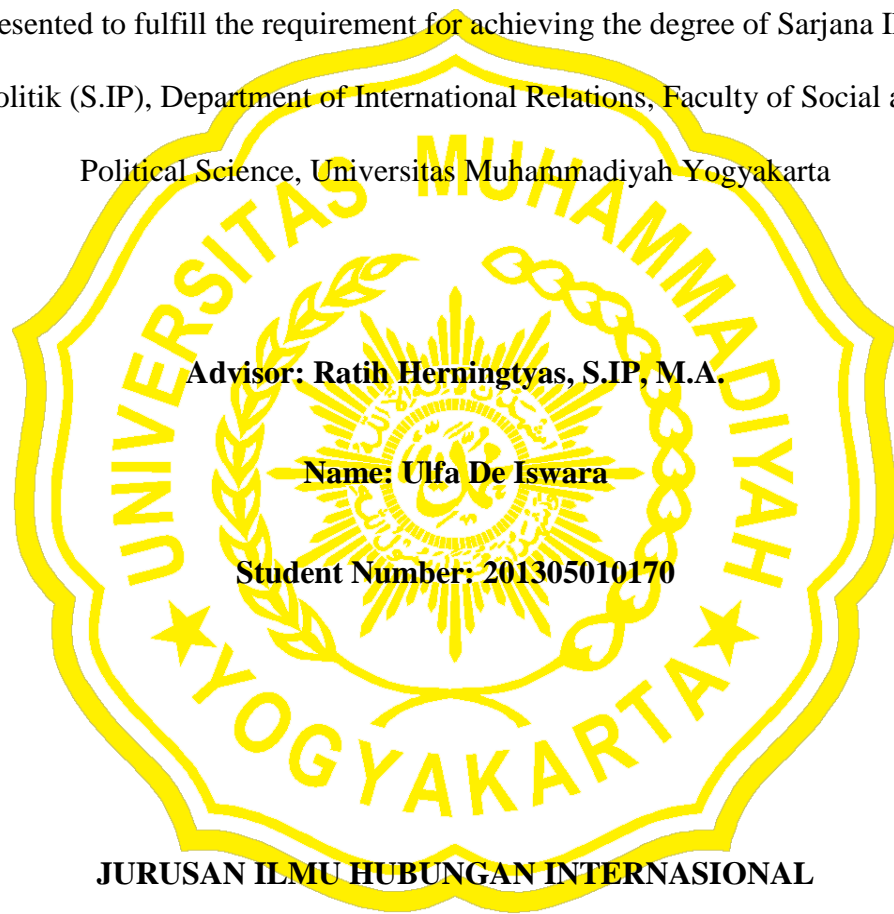 esented to fulfill the requirement for achieving the degree of Sarjana
olitik (S.IP), Department of International Relations, Faculty of Social
Political Science, Universitas Muhammadiyah Yogyakarta
UNIVERSITAS MUHAMMADIYAH
YOGYAKARTA
Advisor: Ratih Herningtyas, S.IP, M.A.
Name: Ulfa De Iswara
Student Number: 201305010170
JURUSAN ILMU HUBUNGAN INTERNASIONAL